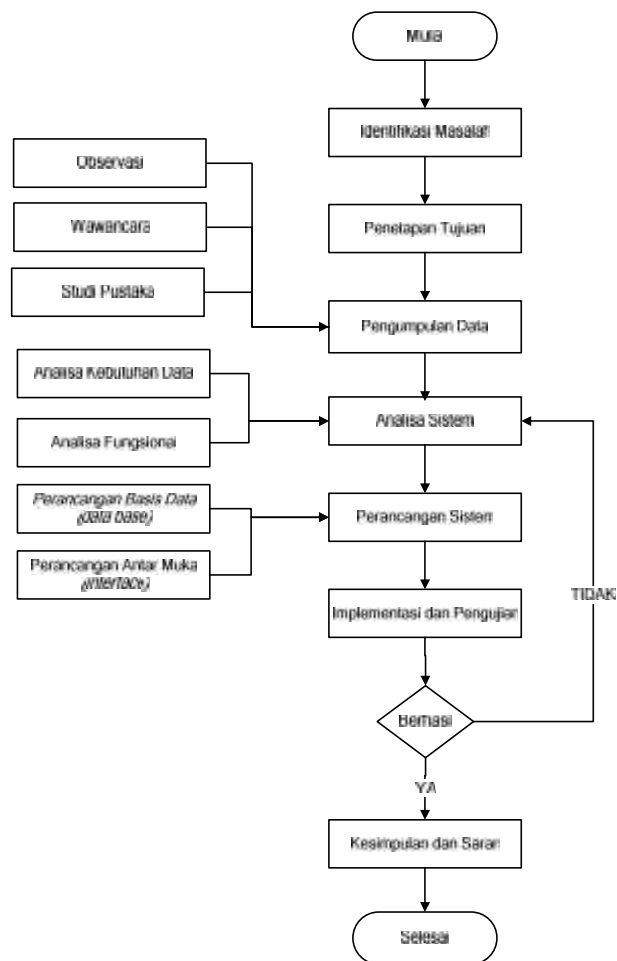 Mulai
Identifikasi Masalah
Observasi
Wawancara
Penetapan Tujuan
Studi Pustaka
Pengumpulan Data
Analisa Kebutuhan Data
Analisa Sistem
Analisa Fungsional
Perancangan Basis Data
(data base)
Perancangan Sistem
Perancangan Antar Muka
(interface)
Implementasi dan Pengujian
TIDAK
Berhasil
YA
Kesimpulan dan Saran
Selesai